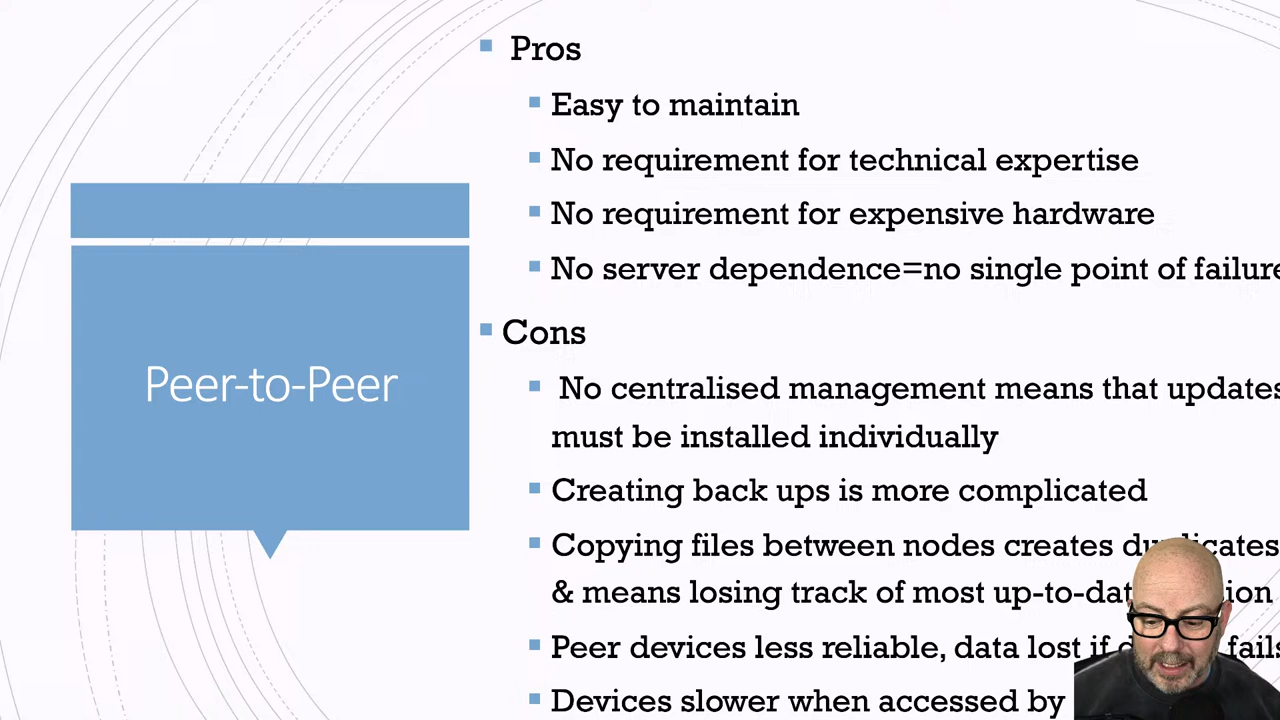 Pros
Easy to maintain
No requirement for technical expertise
No requirement for expensive hardware
No server dependence=no single point of failure
Cons
Peer-to-Peer
No centralised management means that updates
must be installed individually
Creating back ups is more complicated
Copying files between nodes creates duplicates
& means losing track of most up-to-date
Peer devices less reliable, data lost if fails
Devices slower when accessed by